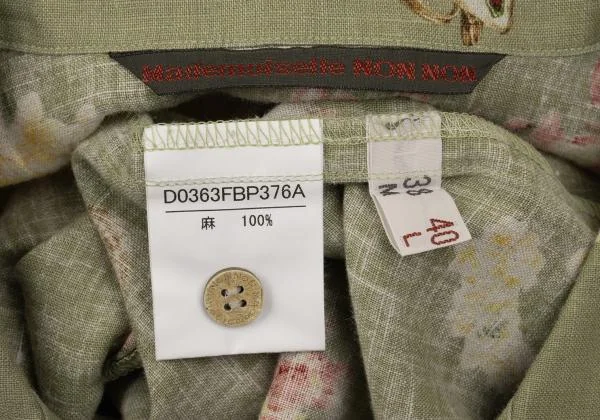 Mademoiselle NON NON
D0363FBP376A
麻 100%
38
M
40
L